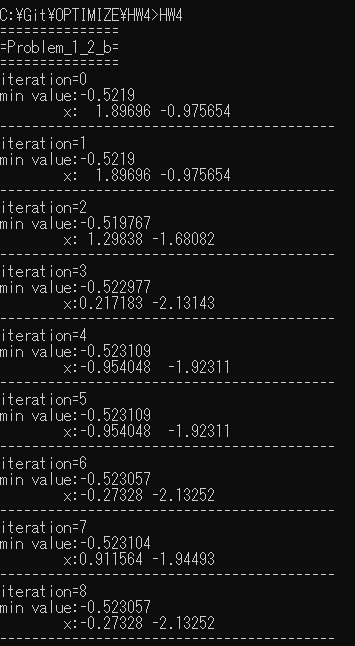 C:¥Git¥OPTIMIZE¥HW4>HW4
===============
=Problem_1_2_b=
===============
iteration=0
min value:-0.5219
x: 1.89696 -0.975654
------------------------------------
iteration=1
min value:-0.5219
x: 1.89696 -0.975654
------------------------------------
iteration=2
min value:-0.519767
x: 1.29838 -1.68082
------------------------------------
iteration=3
min value:-0.522977
x:0.217183 -2.13143
------------------------------------
iteration=4
min value:-0.523109
x:-0.954048 -1.92311
------------------------------------
iteration=5
min value:-0.523109
x:-0.954048 -1.92311
------------------------------------
iteration=6
min value:-0.523057
x:-0.27328 -2.13252
------------------------------------
iteration=7
min value:-0.523104
x:0.911564 -1.94493
------------------------------------
iteration=8
min value:-0.523057
x:-0.27328 -2.13252
------------------------------------